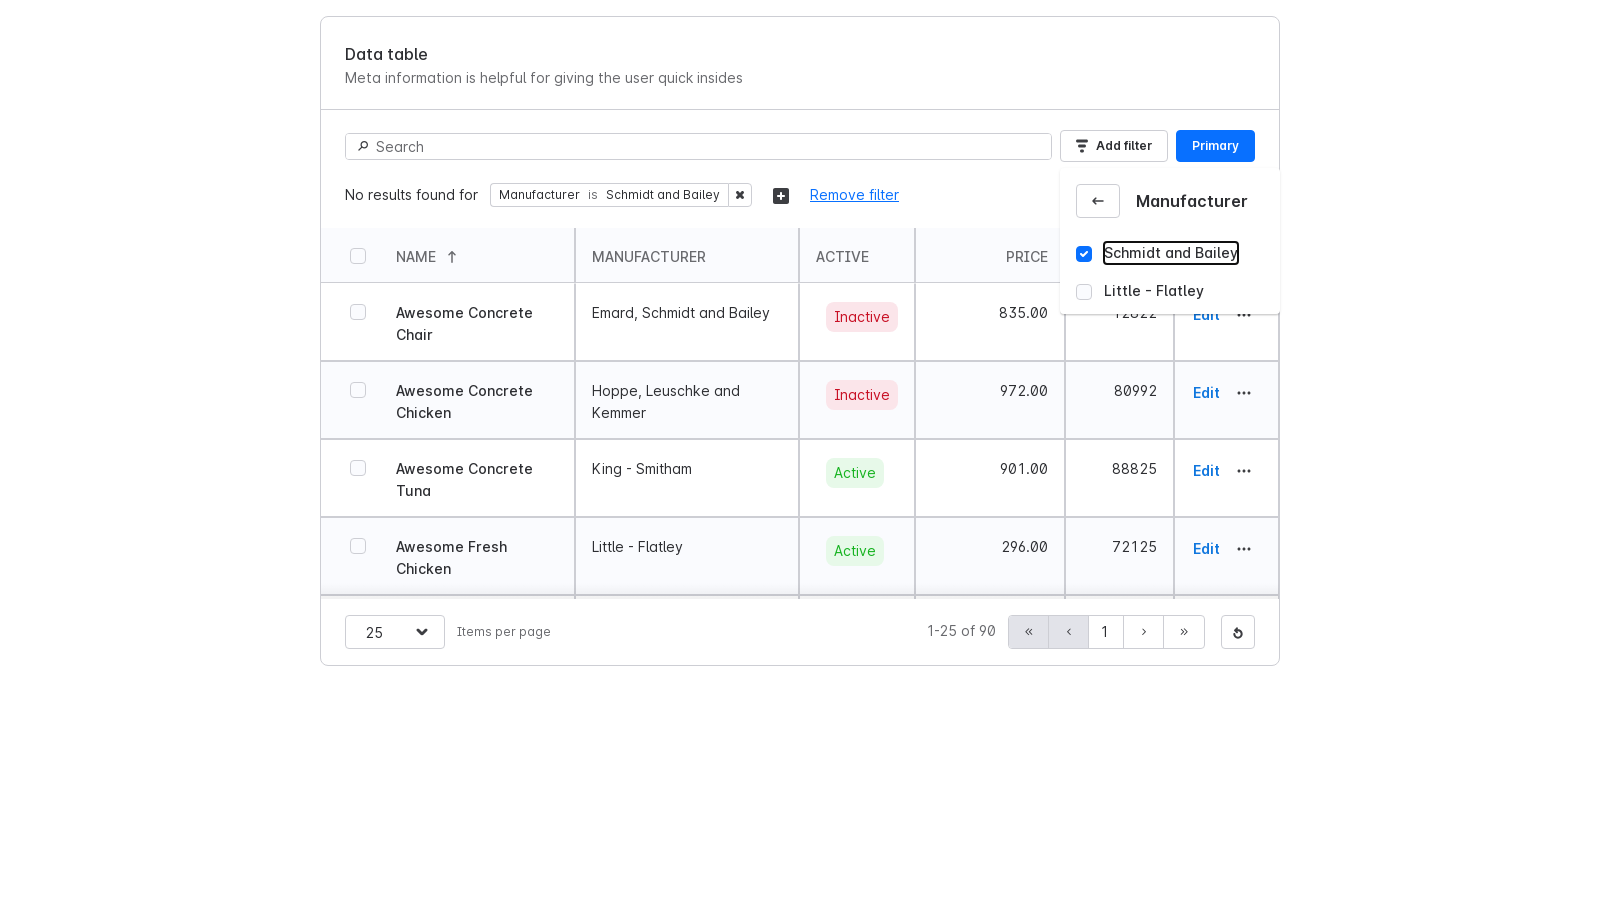 Data table
Meta information is helpful for giving the user quick insides
Search
Add filter
Primary
No results found for
Manufacturer is Schmidt and Bailey
Remove filter
Manufacturer
Schmidt and Bailey
Little - Flatley
NAME
MANUFACTURER
ACTIVE
PRICE
Awesome Concrete
Chair
Emard, Schmidt and Bailey
Inactive
835.00
12822
Edit
Awesome Concrete
Chicken
Hoppe, Leuschke and
Kemmer
Inactive
972.00
80992
Edit
Awesome Concrete
Tuna
King - Smitham
Active
901.00
88825
Edit
Awesome Fresh
Chicken
Little - Flatley
Active
296.00
72125
Edit
25
Items per page
1-25 of 90
« ‹ 1 › »